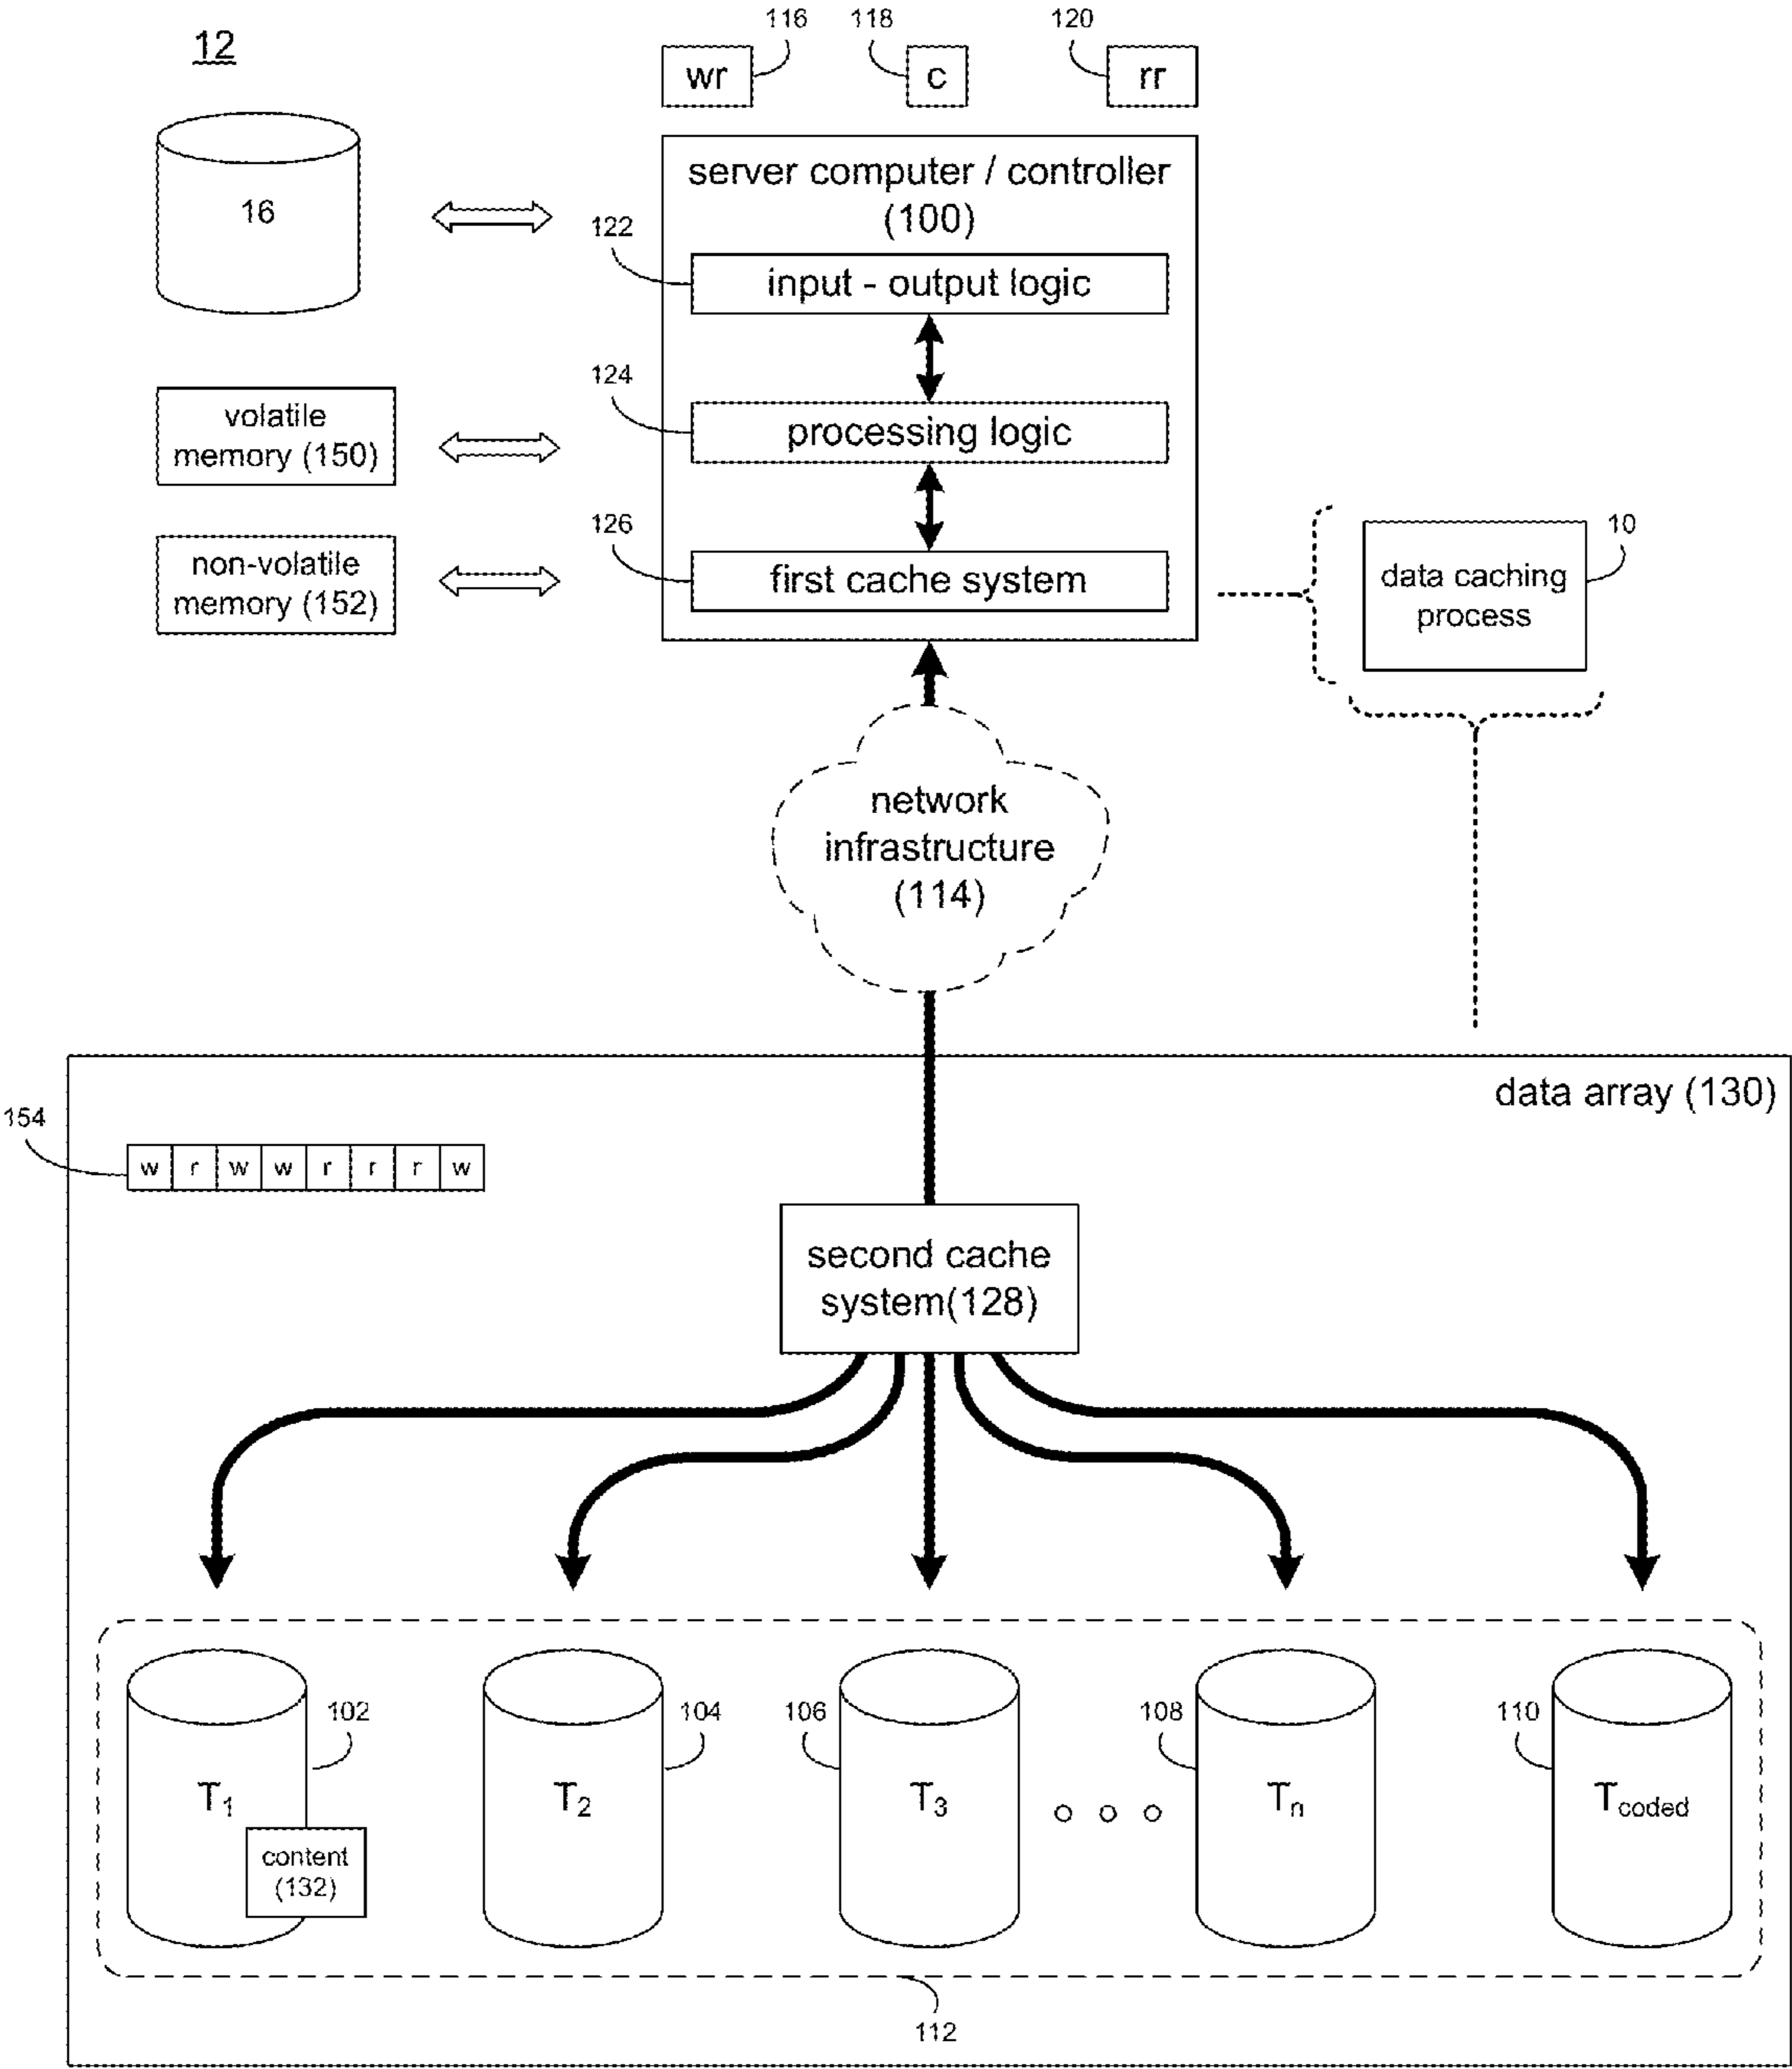 12
116
118
120
wr
c
rr
16
server computer / controller
(100)
122
input - output logic
volatile
memory (150)
124
processing logic
non-volatile
memory (152)
126
first cache system
10
data caching
process
network
infrastructure
(114)
data array (130)
154
w r w w r r r w
second cache
system(128)
102
104
106
108
110
T1
T2
T3
Tn
Tcoded
content
(132)
112